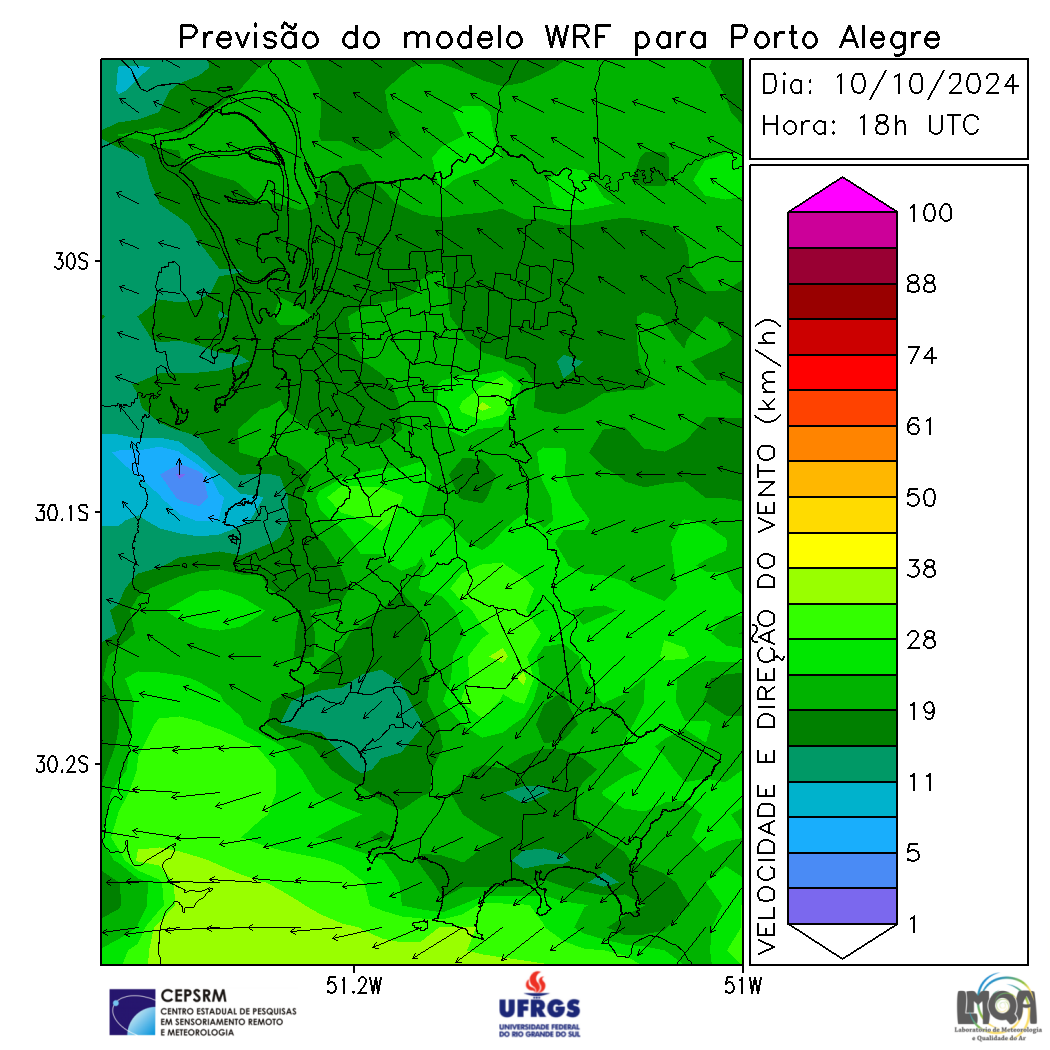 Previsão do modelo WRF para Porto Alegre
Dia: 10/10/2024
Hora: 18h UTC
30S
30.1S
30.2S
51.2W
51W
VELOCIDADE E DIREÇÃO DO VENTO (km/h)
100
88
74
61
50
38
28
19
11
5
1
CEPSRM
CENTRO ESTADUAL DE PESQUISAS
EM SENSORIAMENTO REMOTO
E METEOROLOGIA
UFRGS
UNIVERSIDADE FEDERAL
DO RIO GRANDE DO SUL
LMQA
Laboratório de Meteorologia
e Qualidade do Ar